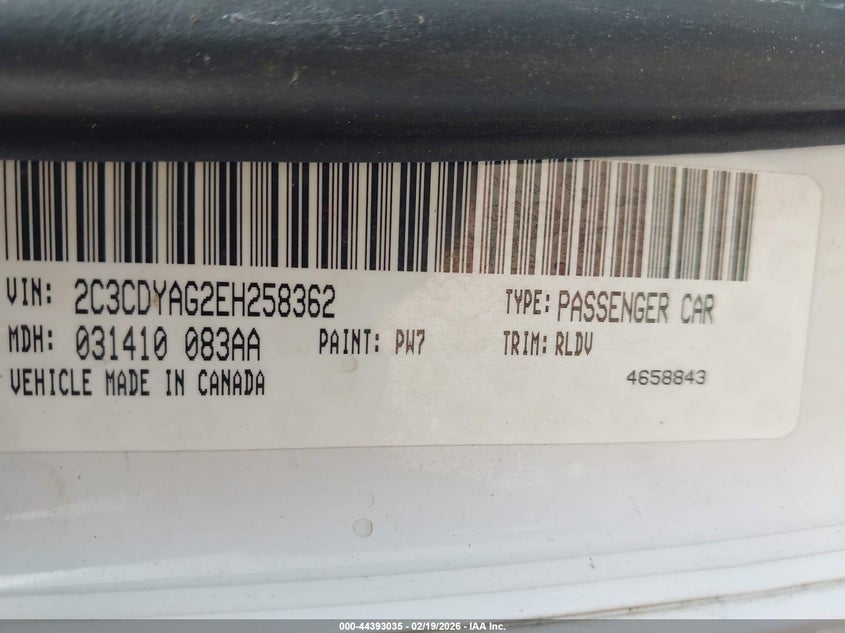 VIN: 2C3CDYAG2EH258362 TYPE: PASSENGER CAR
MDH: 031410 083AA PAINT: PW7 TRIM: RLDV
VEHICLE MADE IN CANADA 4658843
000-44393035 - 02/19/2026 - IAA Inc.